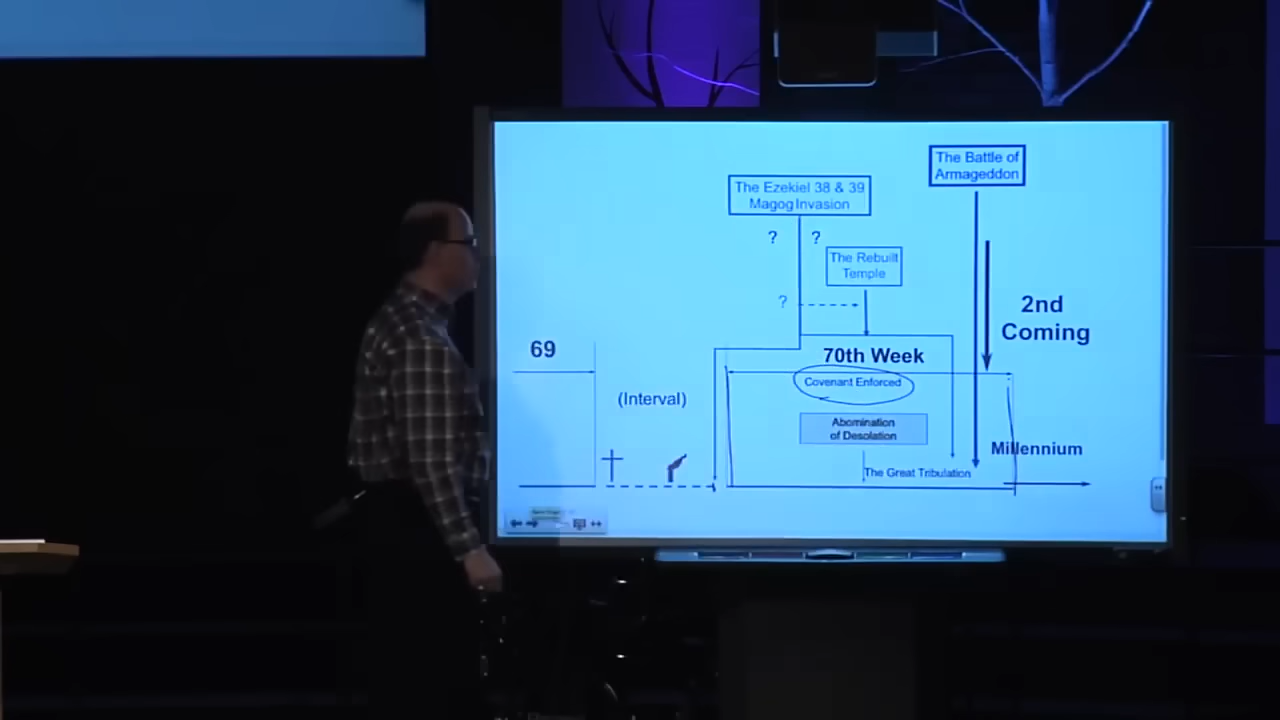 The Battle of
Armageddon
The Ezekiel 38 & 39
Magog Invasion
? ?
The Rebuilt
Temple
?
2nd
Coming
69
70th Week
Covenant Enforced
(Interval)
Abomination
of Desolation
Millennium
The Great Tribulation